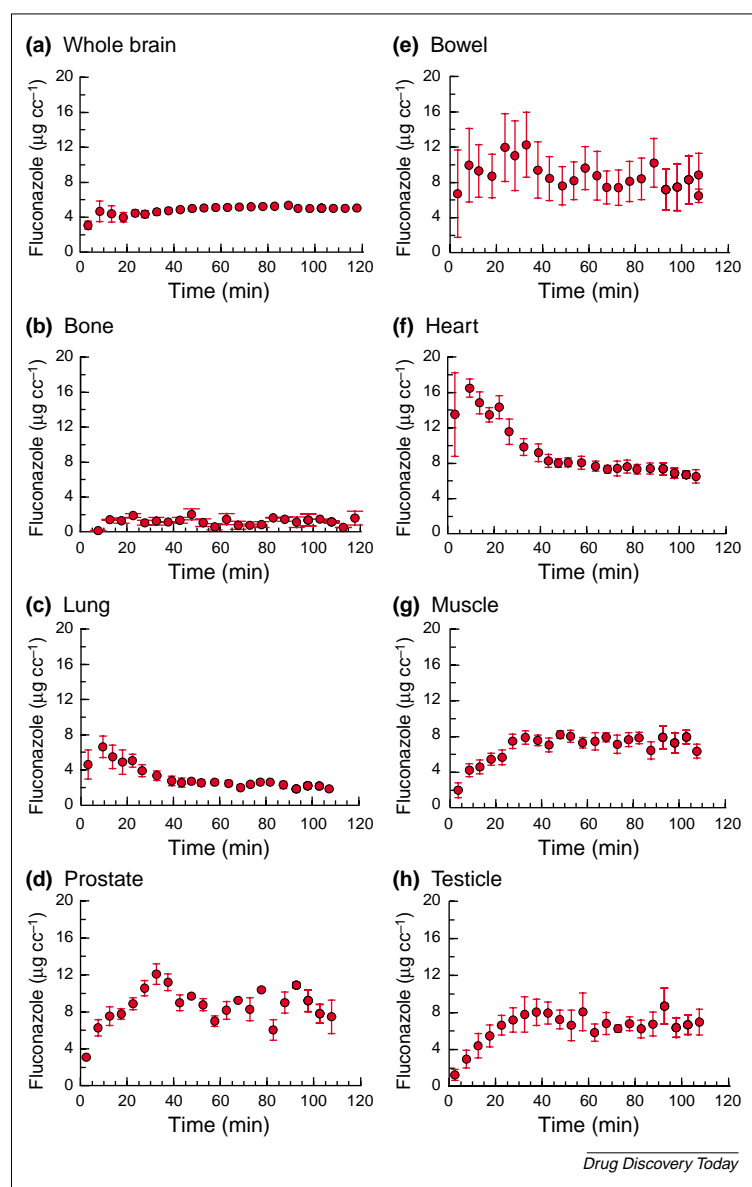 (a) Whole brain
Fluconazole (µg cc–1)
20
16
12
8
4
0
0 20 40 60 80 100 120
Time (min)
(b) Bone
Fluconazole (µg cc–1)
20
16
12
8
4
0
0 20 40 60 80 100 120
Time (min)
(c) Lung
Fluconazole (µg cc–1)
20
16
12
8
4
0
0 20 40 60 80 100 120
Time (min)
(d) Prostate
Fluconazole (µg cc–1)
20
16
12
8
4
0
0 20 40 60 80 100 120
Time (min)
(e) Bowel
Fluconazole (µg cc–1)
20
16
12
8
4
0
0 20 40 60 80 100 120
Time (min)
(f) Heart
Fluconazole (µg cc–1)
20
16
12
8
4
0
0 20 40 60 80 100 120
Time (min)
(g) Muscle
Fluconazole (µg cc–1)
20
16
12
8
4
0
0 20 40 60 80 100 120
Time (min)
(h) Testicle
Fluconazole (µg cc–1)
20
16
12
8
4
0
0 20 40 60 80 100 120
Time (min)
Drug Discovery Today